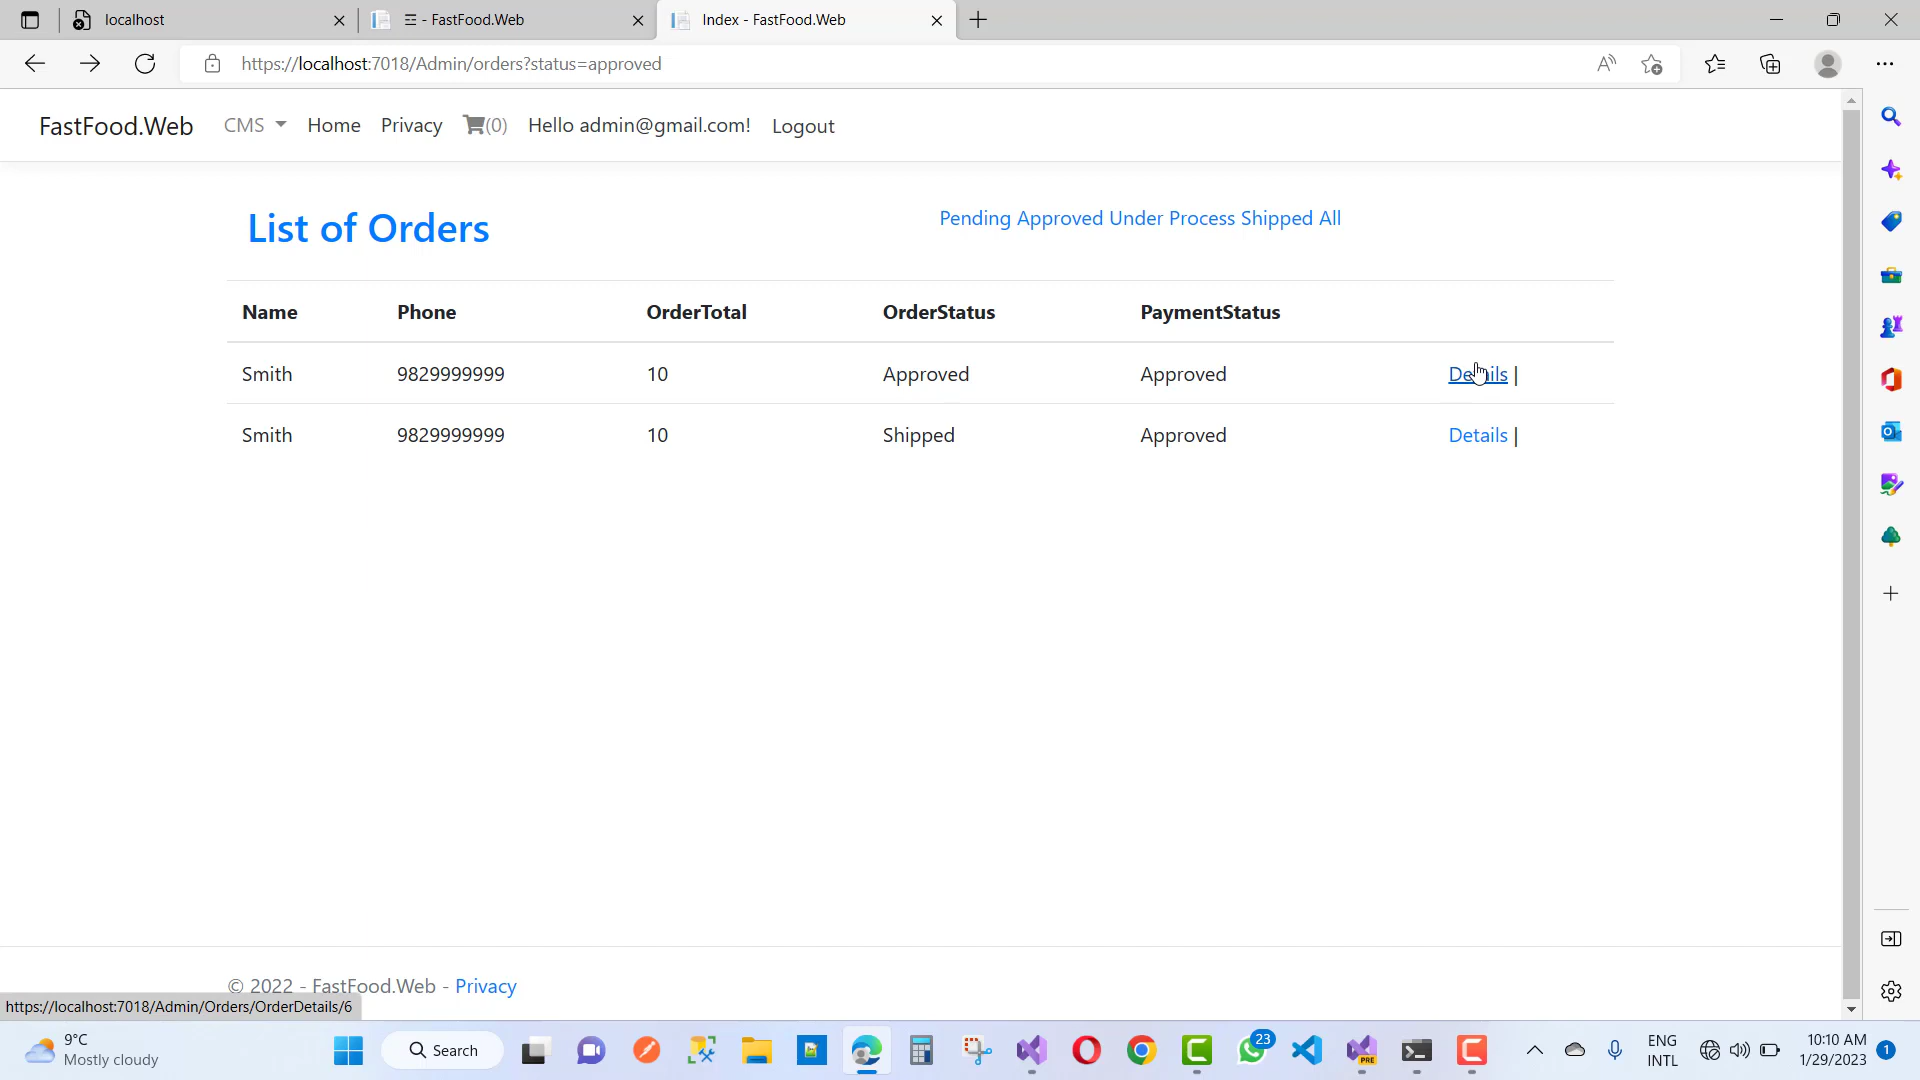 localhost
Ξ - FastFood.Web
Index - FastFood.Web
https://localhost:7018/Admin/orders?status=approved
FastFood.Web CMS Home Privacy (0) Hello admin@gmail.com! Logout
List of Orders
Pending Approved Under Process Shipped All
Name Phone OrderTotal OrderStatus PaymentStatus
Smith 9829999999 10 Approved Approved Details |
Smith 9829999999 10 Shipped Approved Details |
© 2022 - FastFood.Web - Privacy
https://localhost:7018/Admin/Orders/OrderDetails/6
9°C
Mostly cloudy
Search
PRE
23
ENG
INTL
10:10 AM
1/29/2023
1